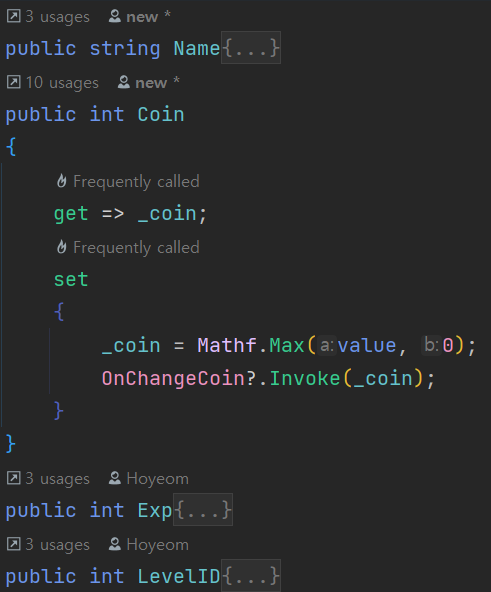 3 usages new *
public string Name{...}
10 usages new *
public int Coin
{
Frequently called
get => _coin;
Frequently called
set
{
_coin = Mathf.Max(a:value, b:0);
OnChangeCoin?.Invoke(_coin);
}
}
3 usages Hoyeom
public int Exp{...}
3 usages Hoyeom
public int LevelID{...}